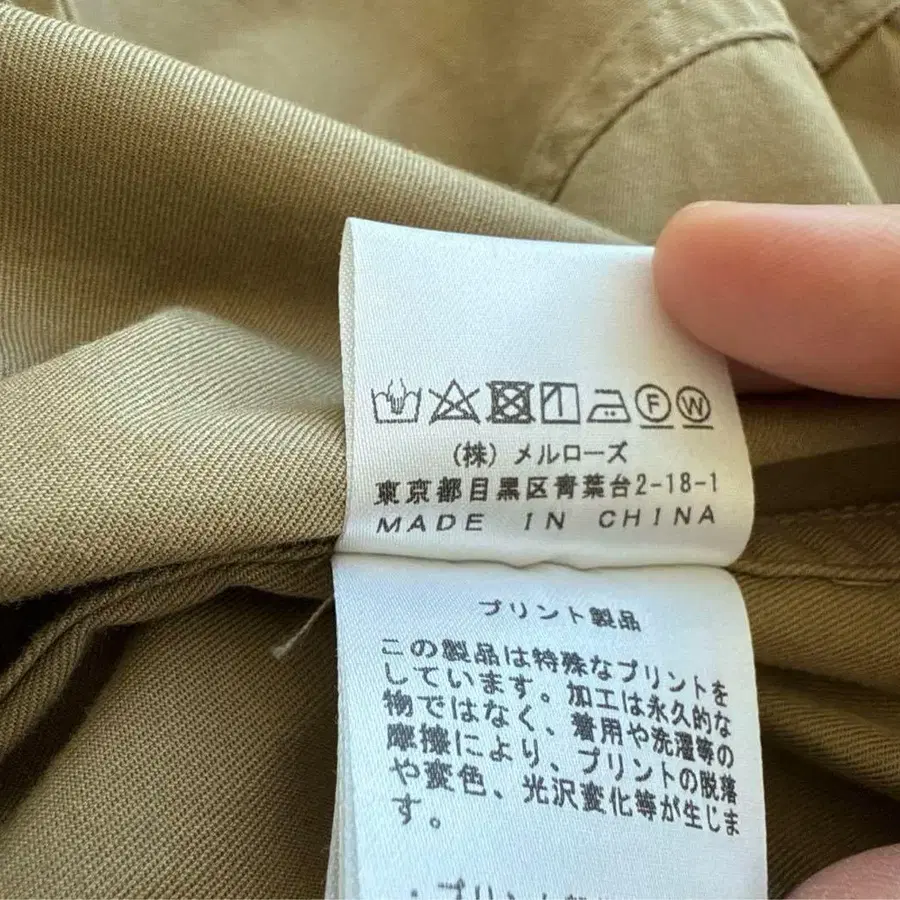 F W
(株) メルローズ
東京都目黒区青葉台2-18-1
MADE IN CHINA
プリント製品
この製品は特殊なプリントを
しています。加工は永久的な
物ではなく、着用や洗濯等の
摩擦により、プリントの脱落
や変色、光沢変化等が生じま
す。
・プリント